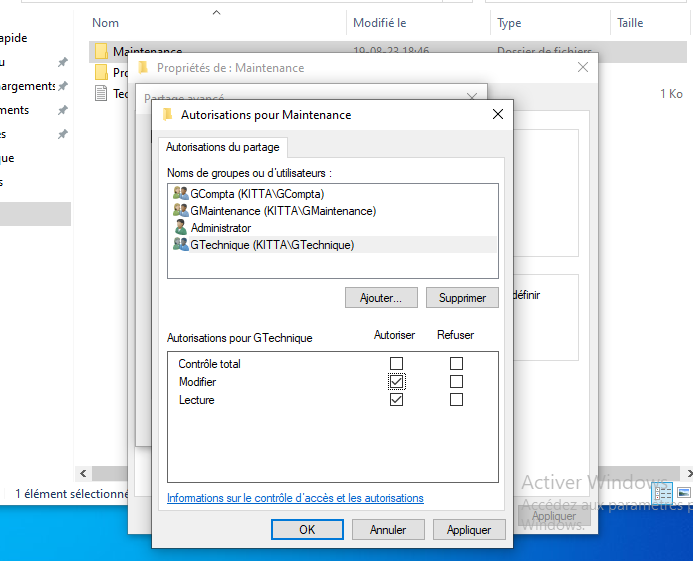 Nom
Modifié le
Type
Taille
apide
Maintenance
19-08-23 18:46
Dossier de fichiers
Pro
Tec
1 Ko
u
hargements
ments
es
que
s
Propriétés de : Maintenance
Partage avancé
Autorisations pour Maintenance
Autorisations du partage
Noms de groupes ou d'utilisateurs :
GCompta (KITTA\GCompta)
GMaintenance (KITTA\GMaintenance)
Administrator
GTechnique (KITTA\GTechnique)
Ajouter...
Supprimer
définir
Autorisations pour GTechnique
Autoriser
Refuser
Contrôle total
Modifier
Lecture
1 élément sélectionné
Informations sur le contrôle d'accès et les autorisations
Activer Windows
Accédez aux paramètres p
Windows.
Appliquer
OK
Annuler
Appliquer